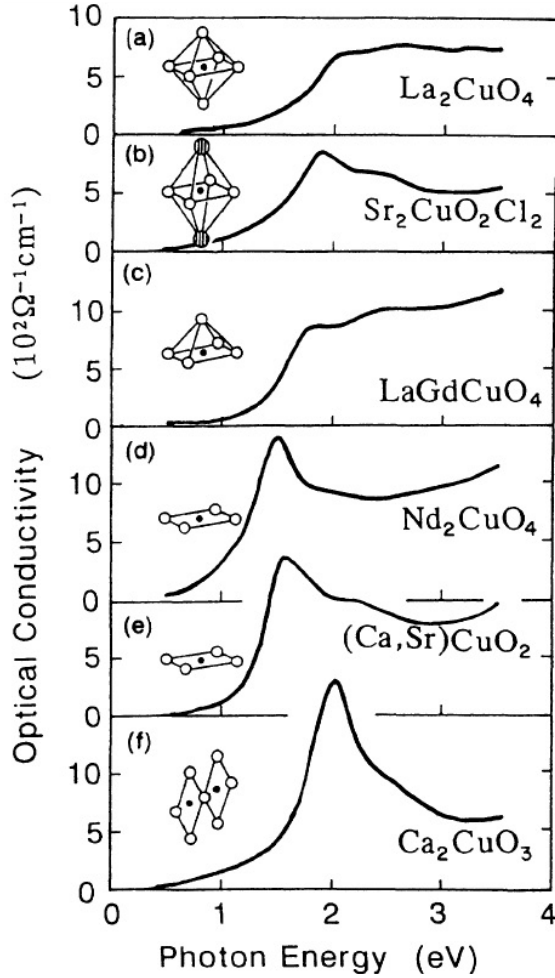 (a)
10
5
0
La₂CuO₄
(b)
5
0
Sr₂CuO₂Cl₂
(c)
10
5
0
LaGdCuO₄
(d)
10
5
Nd₂CuO₄
(e)
5
0
(Ca,Sr)CuO₂
(f)
10
5
0
Ca₂CuO₃
0 1 2 3 4
Photon Energy (eV)
Optical Conductivity (10²Ω⁻¹cm⁻¹)